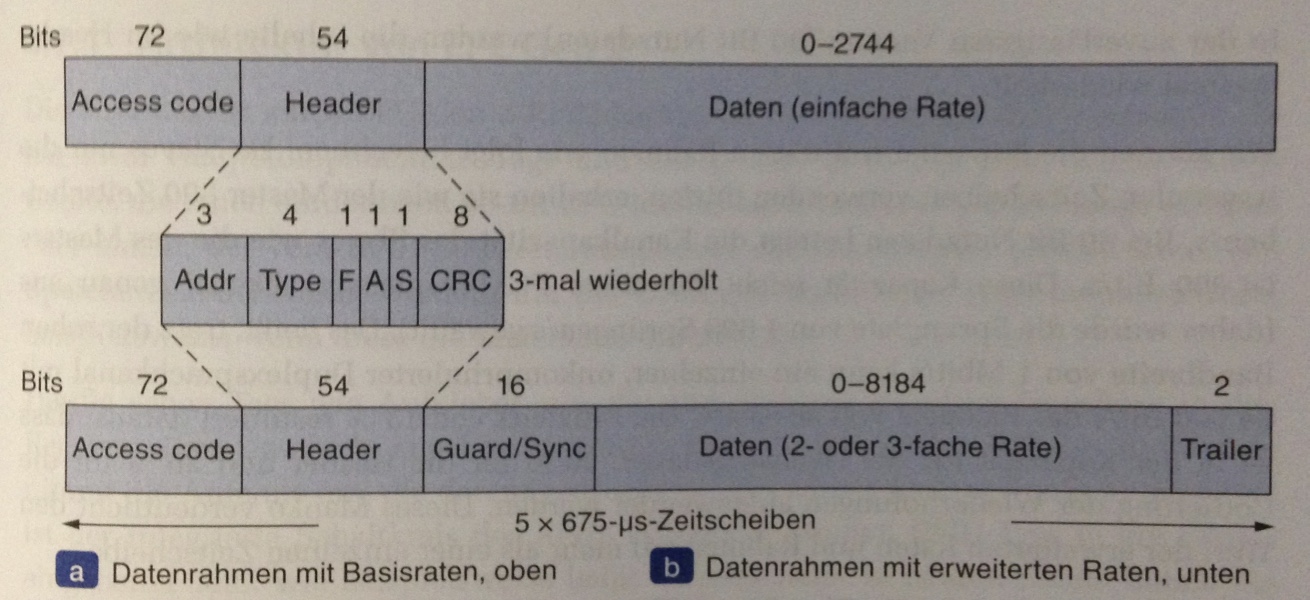 Bits 72 54 0–2744
Access code Header Daten (einfache Rate)
3 4 1 1 1 8
Addr Type F A S CRC 3-mal wiederholt
Bits 72 54 16 0–8184 2
Access code Header Guard/Sync Daten (2- oder 3-fache Rate) Trailer
5 × 675-µs-Zeitscheiben
a Datenrahmen mit Basisraten, oben b Datenrahmen mit erweiterten Raten, unten